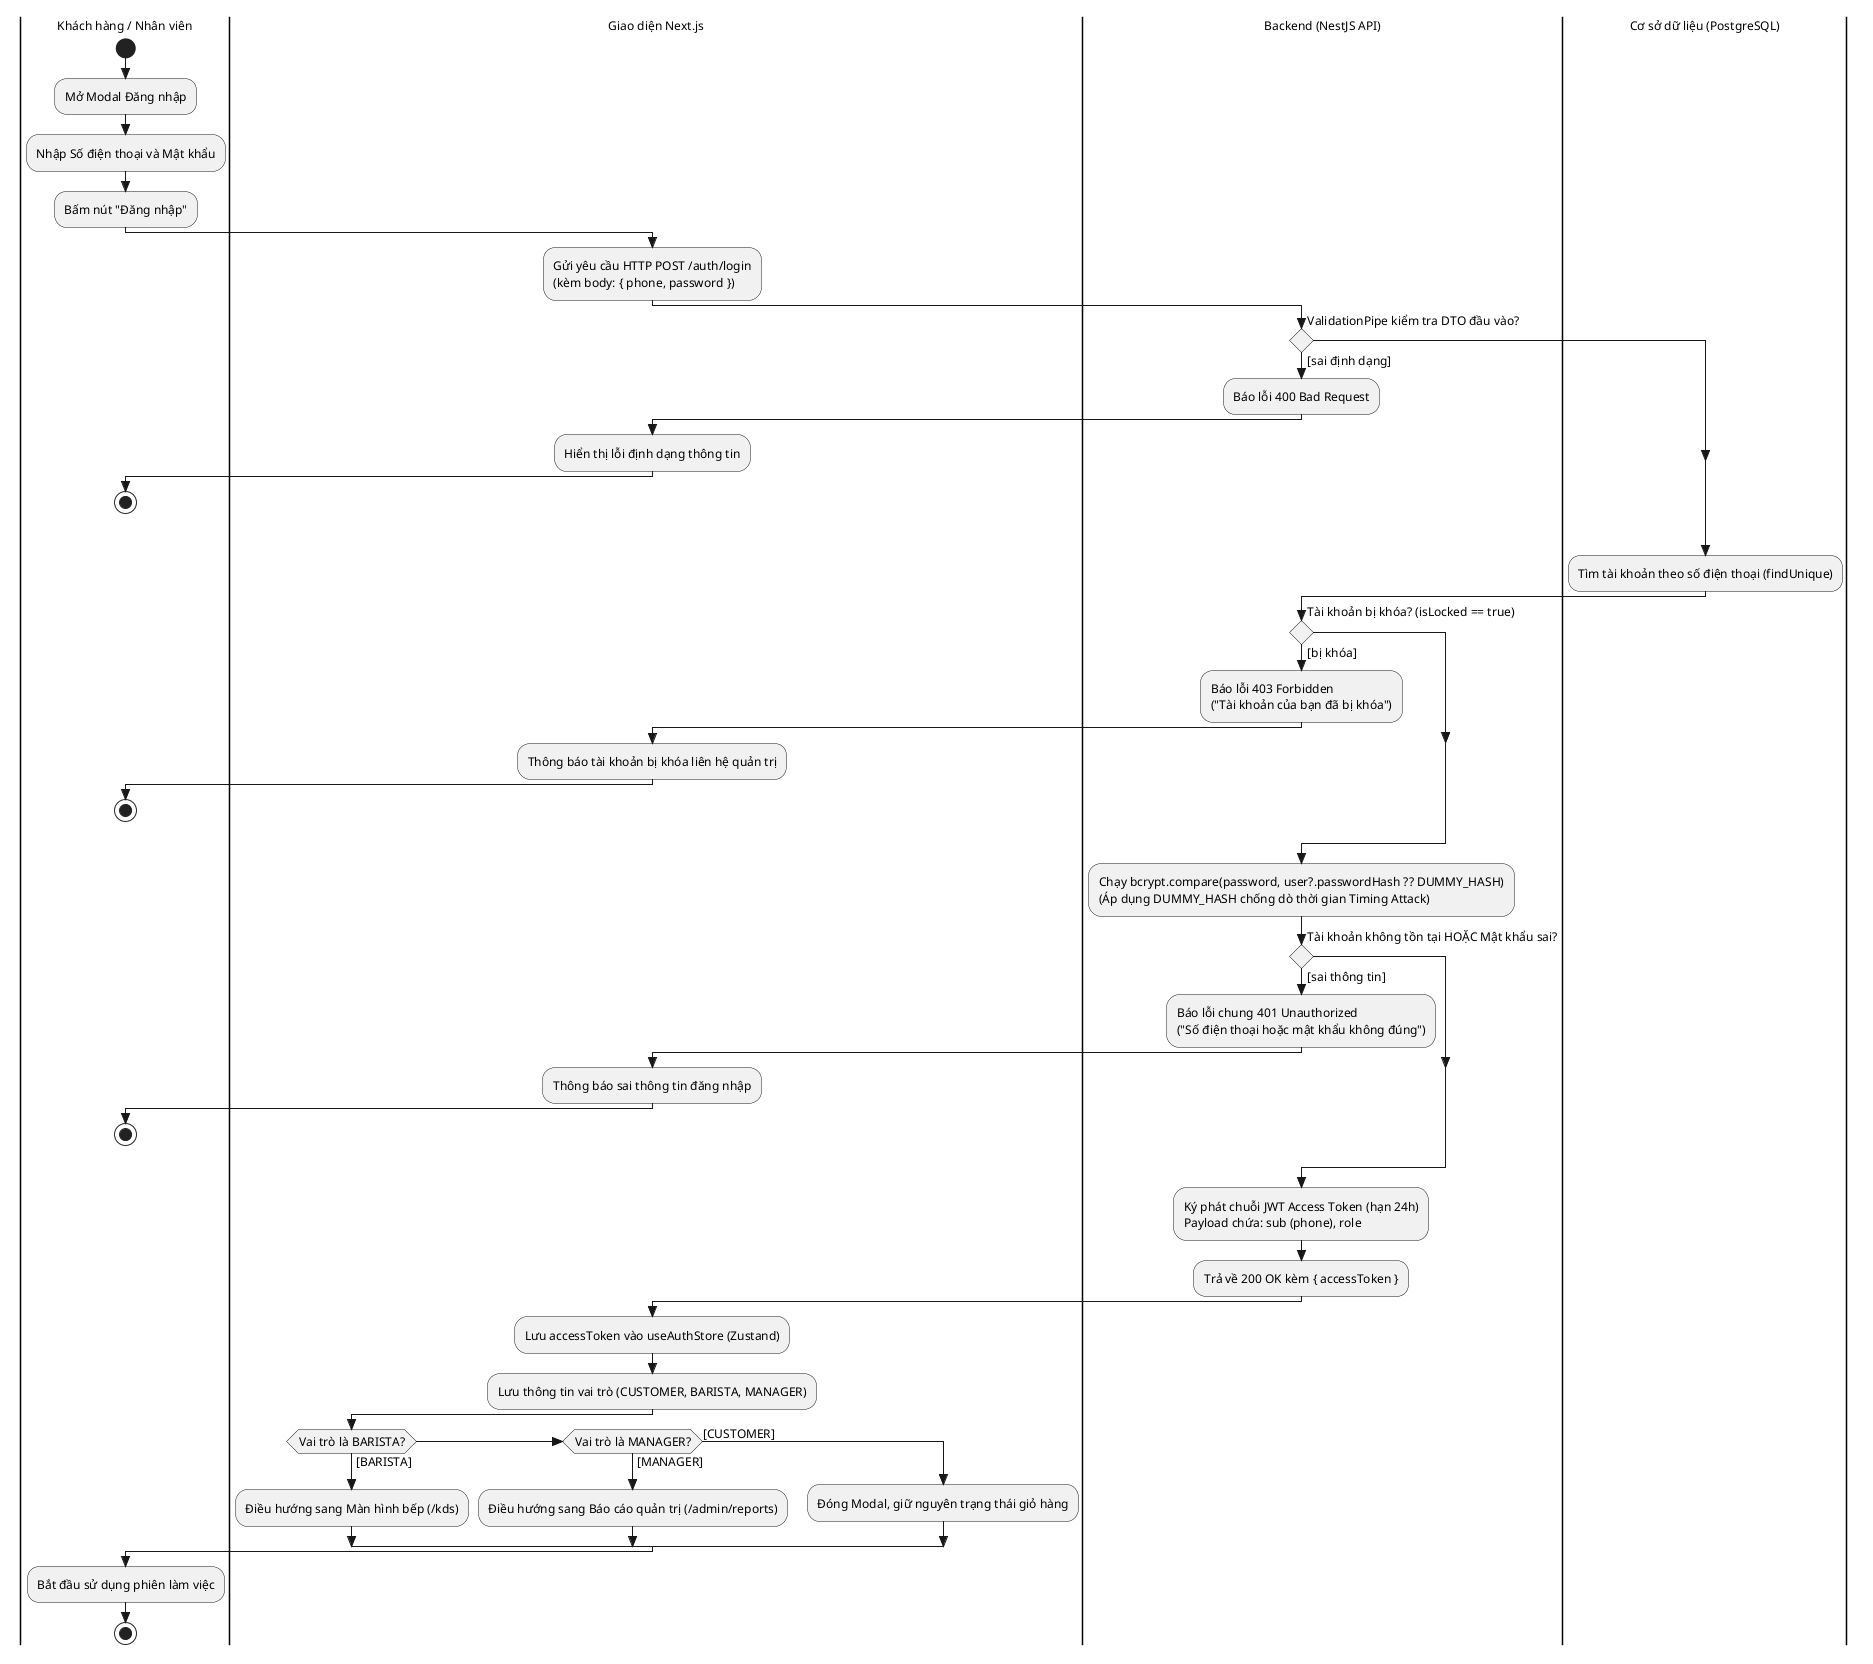 Khách hàng / Nhân viên
Giao diện Next.js
Backend (NestJS API)
Cơ sở dữ liệu (PostgreSQL)
Mở Modal Đăng nhập
Nhập Số điện thoại và Mật khẩu
Bấm nút "Đăng nhập"
Gửi yêu cầu HTTP POST /auth/login
(kèm body: { phone, password })
ValidationPipe kiểm tra DTO đầu vào?
[sai định dạng]
Báo lỗi 400 Bad Request
Hiển thị lỗi định dạng thông tin
Tìm tài khoản theo số điện thoại (findUnique)
Tài khoản bị khóa? (isLocked == true)
[bị khóa]
Báo lỗi 403 Forbidden
("Tài khoản của bạn đã bị khóa")
Thông báo tài khoản bị khóa liên hệ quản trị
Chạy bcrypt.compare(password, user?.passwordHash ?? DUMMY_HASH)
(Áp dụng DUMMY_HASH chống dò thời gian Timing Attack)
Tài khoản không tồn tại HOẶC Mật khẩu sai?
[sai thông tin]
Báo lỗi chung 401 Unauthorized
("Số điện thoại hoặc mật khẩu không đúng")
Thông báo sai thông tin đăng nhập
Ký phát chuỗi JWT Access Token (hạn 24h)
Payload chứa: sub (phone), role
Trả về 200 OK kèm { accessToken }
Lưu accessToken vào useAuthStore (Zustand)
Lưu thông tin vai trò (CUSTOMER, BARISTA, MANAGER)
Vai trò là BARISTA?
Vai trò là MANAGER?
[CUSTOMER]
[BARISTA]
[MANAGER]
Điều hướng sang Màn hình bếp (/kds)
Điều hướng sang Báo cáo quản trị (/admin/reports)
Đóng Modal, giữ nguyên trạng thái giỏ hàng
Bắt đầu sử dụng phiên làm việc